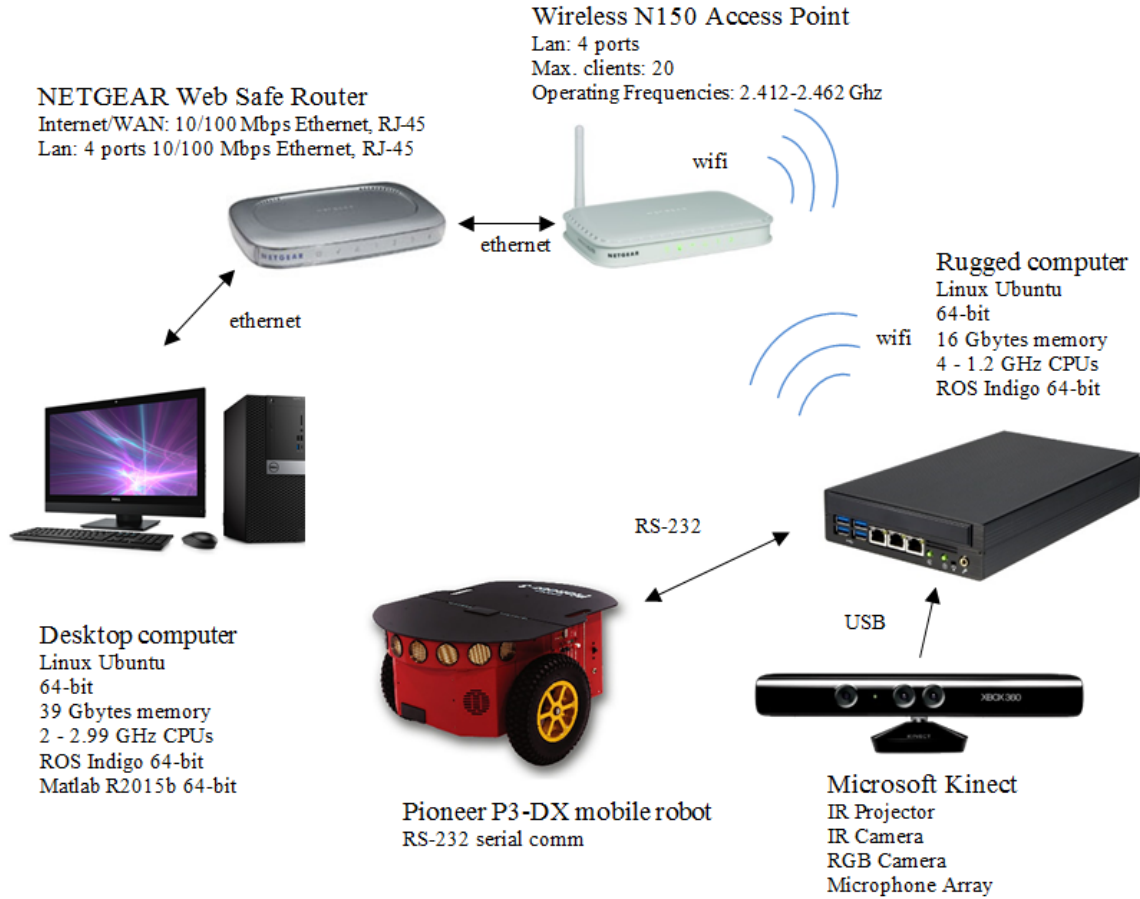 Wireless N150 Access Point
Lan: 4 ports
Max. clients: 20
Operating Frequencies: 2.412-2.462 Ghz
NETGEAR Web Safe Router
Internet/WAN: 10/100 Mbps Ethernet, RJ-45
Lan: 4 ports 10/100 Mbps Ethernet, RJ-45
wifi
ethernet
NETGEAR
NETGEAR
ethernet
Rugged computer
Linux Ubuntu
64-bit
16 Gbytes memory
4 - 1.2 GHz CPUs
ROS Indigo 64-bit
wifi
RS-232
USB
Desktop computer
Linux Ubuntu
64-bit
39 Gbytes memory
2 - 2.99 GHz CPUs
ROS Indigo 64-bit
Matlab R2015b 64-bit
XBOX 360
KINECT
Pioneer P3-DX mobile robot
RS-232 serial comm
Microsoft Kinect
IR Projector
IR Camera
RGB Camera
Microphone Array